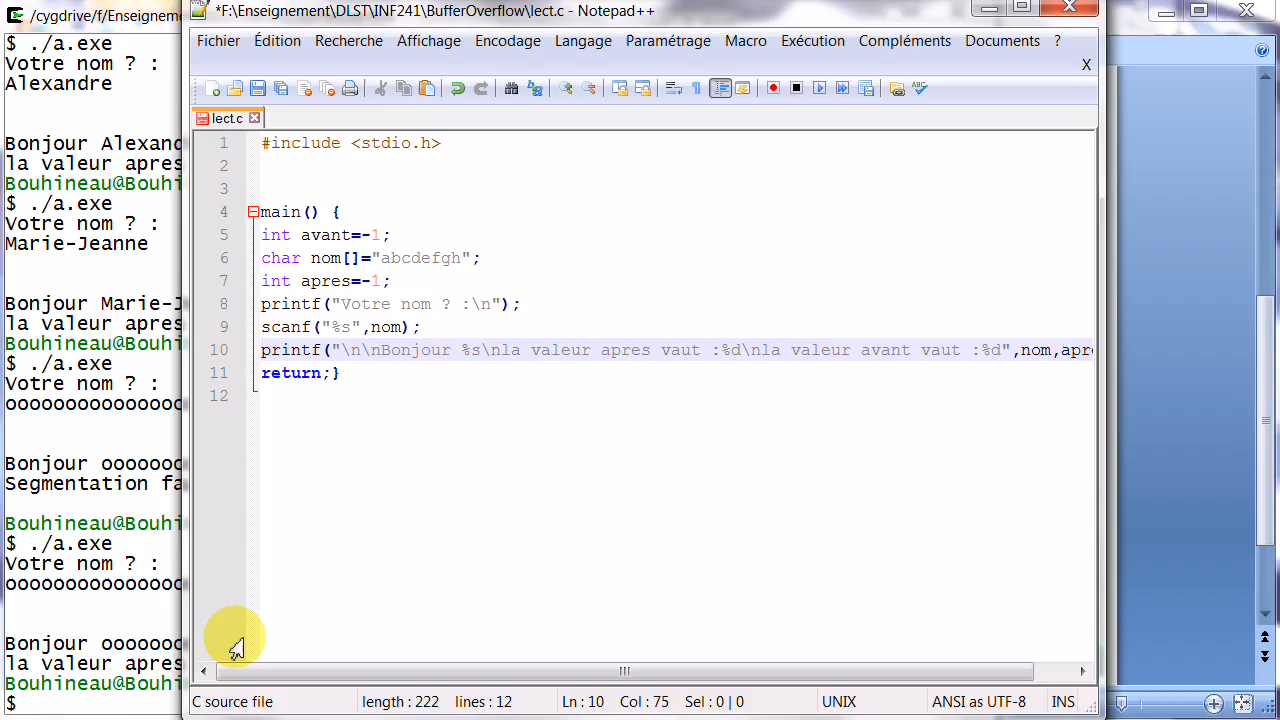 /cygdrive/f/Enseignement
$ ./a.exe
Votre nom ? :
Alexandre
Bonjour Alexand
la valeur apres
Bouhineau@Bouhi
$ ./a.exe
Votre nom ? :
Marie-Jeanne
Bonjour Marie-J
la valeur apres
Bouhineau@Bouhi
$ ./a.exe
Votre nom ? :
ooooooooooooooo
Bonjour ooooooo
Segmentation fa
Bouhineau@Bouhi
$ ./a.exe
Votre nom ? :
ooooooooooooooo
Bonjour ooooooo
la valeur apres
Bouhineau@Bouhi
$
*F:\Enseignement\DLST\INF241\BufferOverflow\lect.c - Notepad++
Fichier Édition Recherche Affichage Encodage Langage Paramétrage Macro Exécution Compléments Documents ?
X
lect.c
1 #include <stdio.h>
2
3
4 main() {
5 int avant=-1;
6 char nom[]="abcdefgh";
7 int apres=-1;
8 printf("Votre nom ? :\n");
9 scanf("%s",nom);
10 printf("\n\nBonjour %s\nla valeur apres vaut :%d\nla valeur avant vaut :%d",nom,apre
11 return;}
12
C source file length : 222 lines : 12 Ln : 10 Col : 75 Sel : 0 | 0 UNIX ANSI as UTF-8 INS